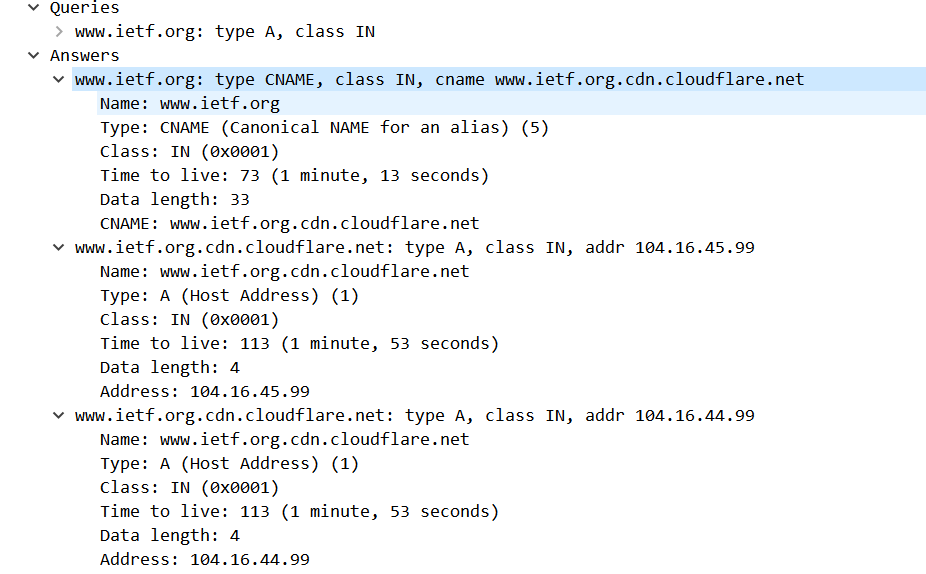 Queries
www.ietf.org: type A, class IN
Answers
www.ietf.org: type CNAME, class IN, cname www.ietf.org.cdn.cloudflare.net
Name: www.ietf.org
Type: CNAME (Canonical NAME for an alias) (5)
Class: IN (0x0001)
Time to live: 73 (1 minute, 13 seconds)
Data length: 33
CNAME: www.ietf.org.cdn.cloudflare.net
www.ietf.org.cdn.cloudflare.net: type A, class IN, addr 104.16.45.99
Name: www.ietf.org.cdn.cloudflare.net
Type: A (Host Address) (1)
Class: IN (0x0001)
Time to live: 113 (1 minute, 53 seconds)
Data length: 4
Address: 104.16.45.99
www.ietf.org.cdn.cloudflare.net: type A, class IN, addr 104.16.44.99
Name: www.ietf.org.cdn.cloudflare.net
Type: A (Host Address) (1)
Class: IN (0x0001)
Time to live: 113 (1 minute, 53 seconds)
Data length: 4
Address: 104.16.44.99